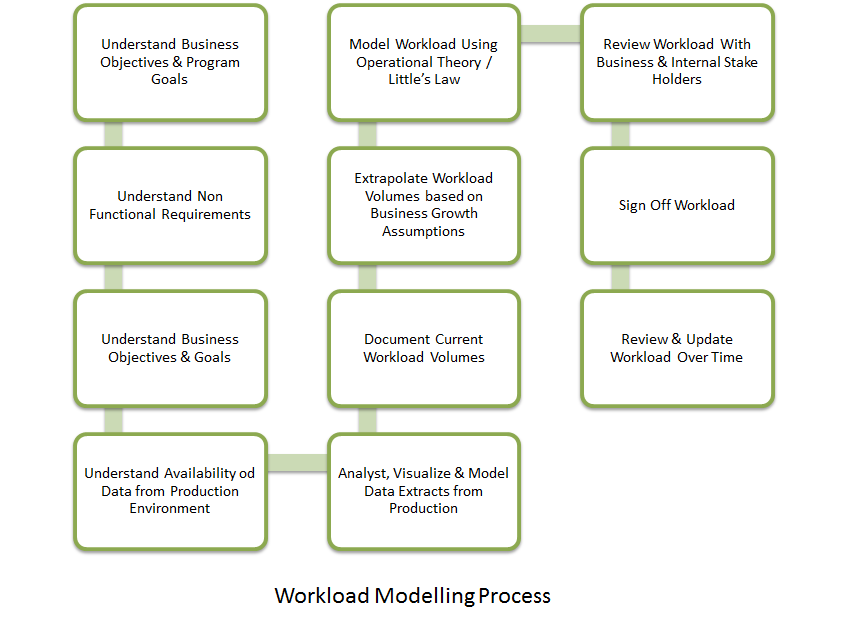 Understand Business
Objectives & Program
Goals
Understand Non
Functional Requirements
Understand Business
Objectives & Goals
Understand Availability od
Data from Production
Environment
Analyst, Visualize & Model
Data Extracts from
Production
Document Current
Workload Volumes
Extrapolate Workload
Volumes based on
Business Growth
Assumptions
Model Workload Using
Operational Theory /
Little’s Law
Review Workload With
Business & Internal Stake
Holders
Sign Off Workload
Review & Update
Workload Over Time
Workload Modelling Process